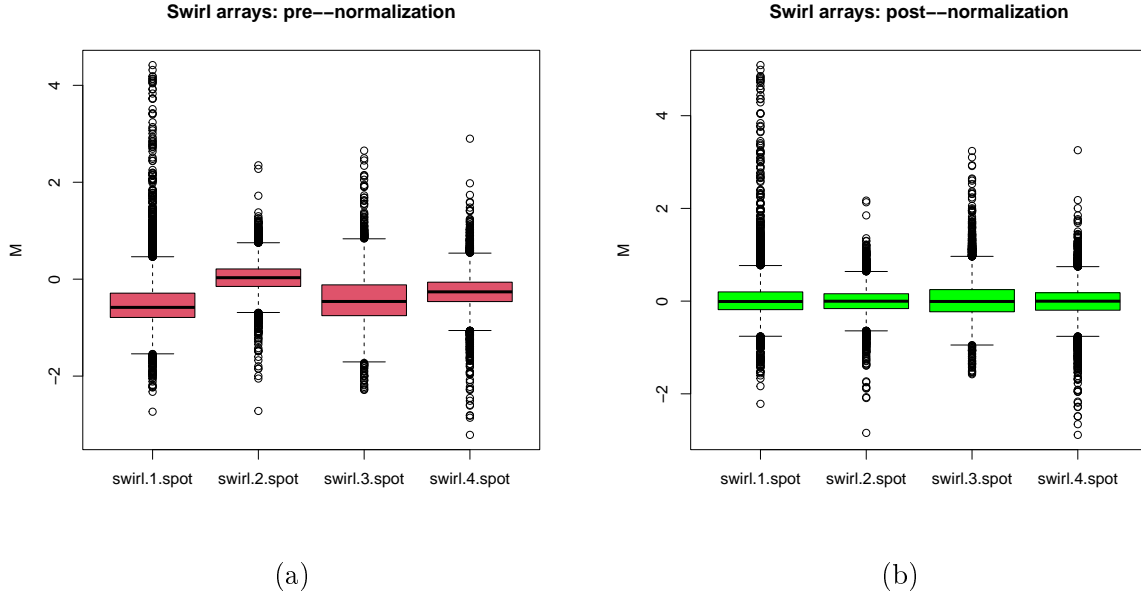 Swirl arrays: pre−−normalization
M
4
2
0
−2
swirl.1.spot swirl.2.spot swirl.3.spot swirl.4.spot
(a)
Swirl arrays: post−−normalization
M
4
2
0
−2
swirl.1.spot swirl.2.spot swirl.3.spot swirl.4.spot
(b)